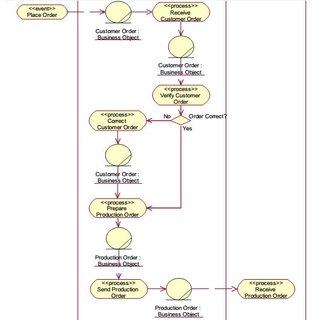 <<event>>
Place Order
<<process>>
Receive
Customer Order
Customer Order :
Business Object
Customer Order :
Business Object
<<process>>
Verify Customer
Order
No
Order Correct?
Yes
<<process>>
Correct
Customer Order
Customer Order :
Business Object
<<process>>
Prepare
Production Order
Production Order :
Business Object
<<process>>
Send Production
Order
Production Order :
Business Object
<<process>>
Receive
Production Order